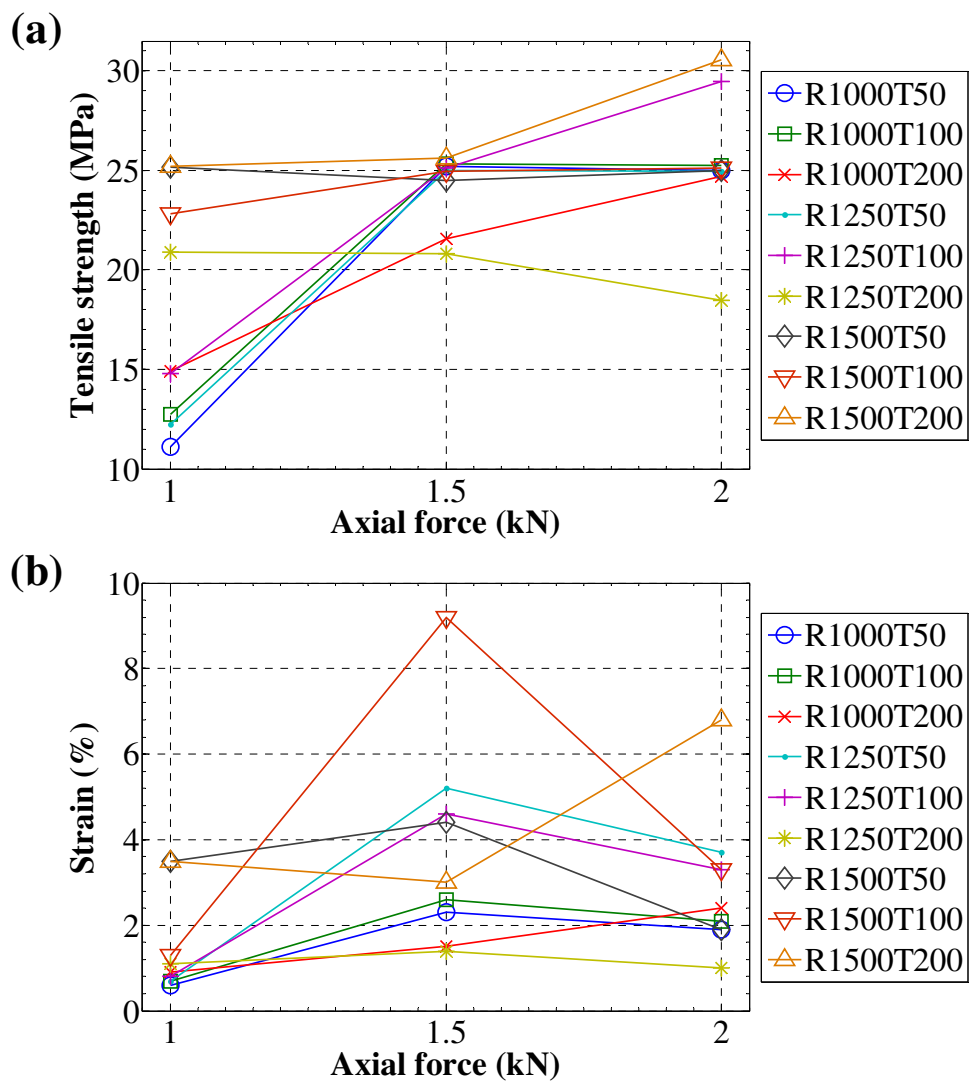 (a)
Tensile strength (MPa)
30
25
20
15
10
1
1.5
2
Axial force (kN)
R1000T50
R1000T100
R1000T200
R1250T50
R1250T100
R1250T200
R1500T50
R1500T100
R1500T200
(b)
Strain (%)
10
8
6
4
2
0
1
1.5
2
Axial force (kN)
R1000T50
R1000T100
R1000T200
R1250T50
R1250T100
R1250T200
R1500T50
R1500T100
R1500T200